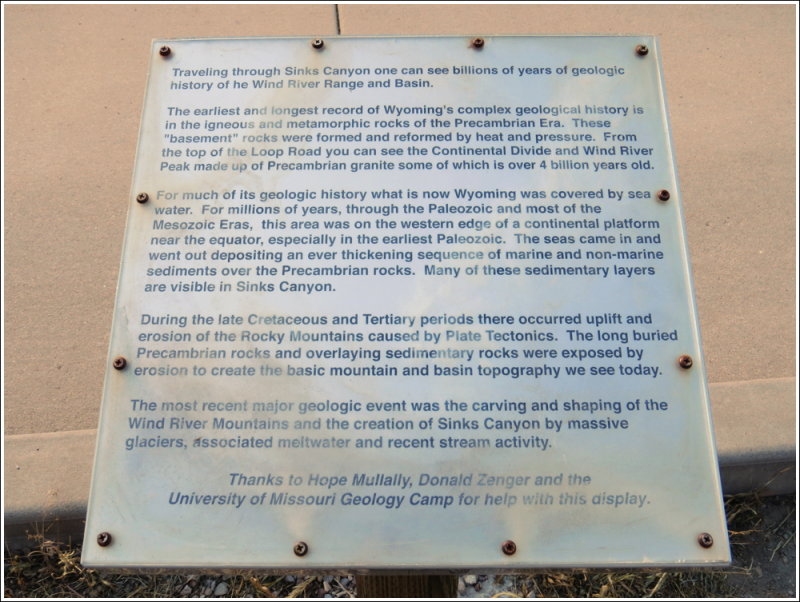 Traveling through Sinks Canyon one can see billions of years of geologic
history of he Wind River Range and Basin.
The earliest and longest record of Wyoming's complex geological history is
in the igneous and metamorphic rocks of the Precambrian Era. These
"basement" rocks were formed and reformed by heat and pressure. From
the top of the Loop Road you can see the Continental Divide and Wind River
Peak made up of Precambrian granite some of which is over 4 billion years old.
For much of its geologic history what is now Wyoming was covered by sea
water. For millions of years, through the Paleozoic and most of the
Mesozoic Eras, this area was on the western edge of a continental platform
near the equator, especially in the earliest Paleozoic. The seas came in and
went out depositing an ever thickening sequence of marine and non-marine
sediments over the Precambrian rocks. Many of these sedimentary layers
are visible in Sinks Canyon.
During the late Cretaceous and Tertiary periods there occurred uplift and
erosion of the Rocky Mountains caused by Plate Tectonics. The long buried
Precambrian rocks and overlaying sedimentary rocks were exposed by
erosion to create the basic mountain and basin topography we see today.
The most recent major geologic event was the carving and shaping of the
Wind River Mountains and the creation of Sinks Canyon by massive
glaciers, associated meltwater and recent stream activity.
Thanks to Hope Mullally, Donald Zenger and the
University of Missouri Geology Camp for help with this display.